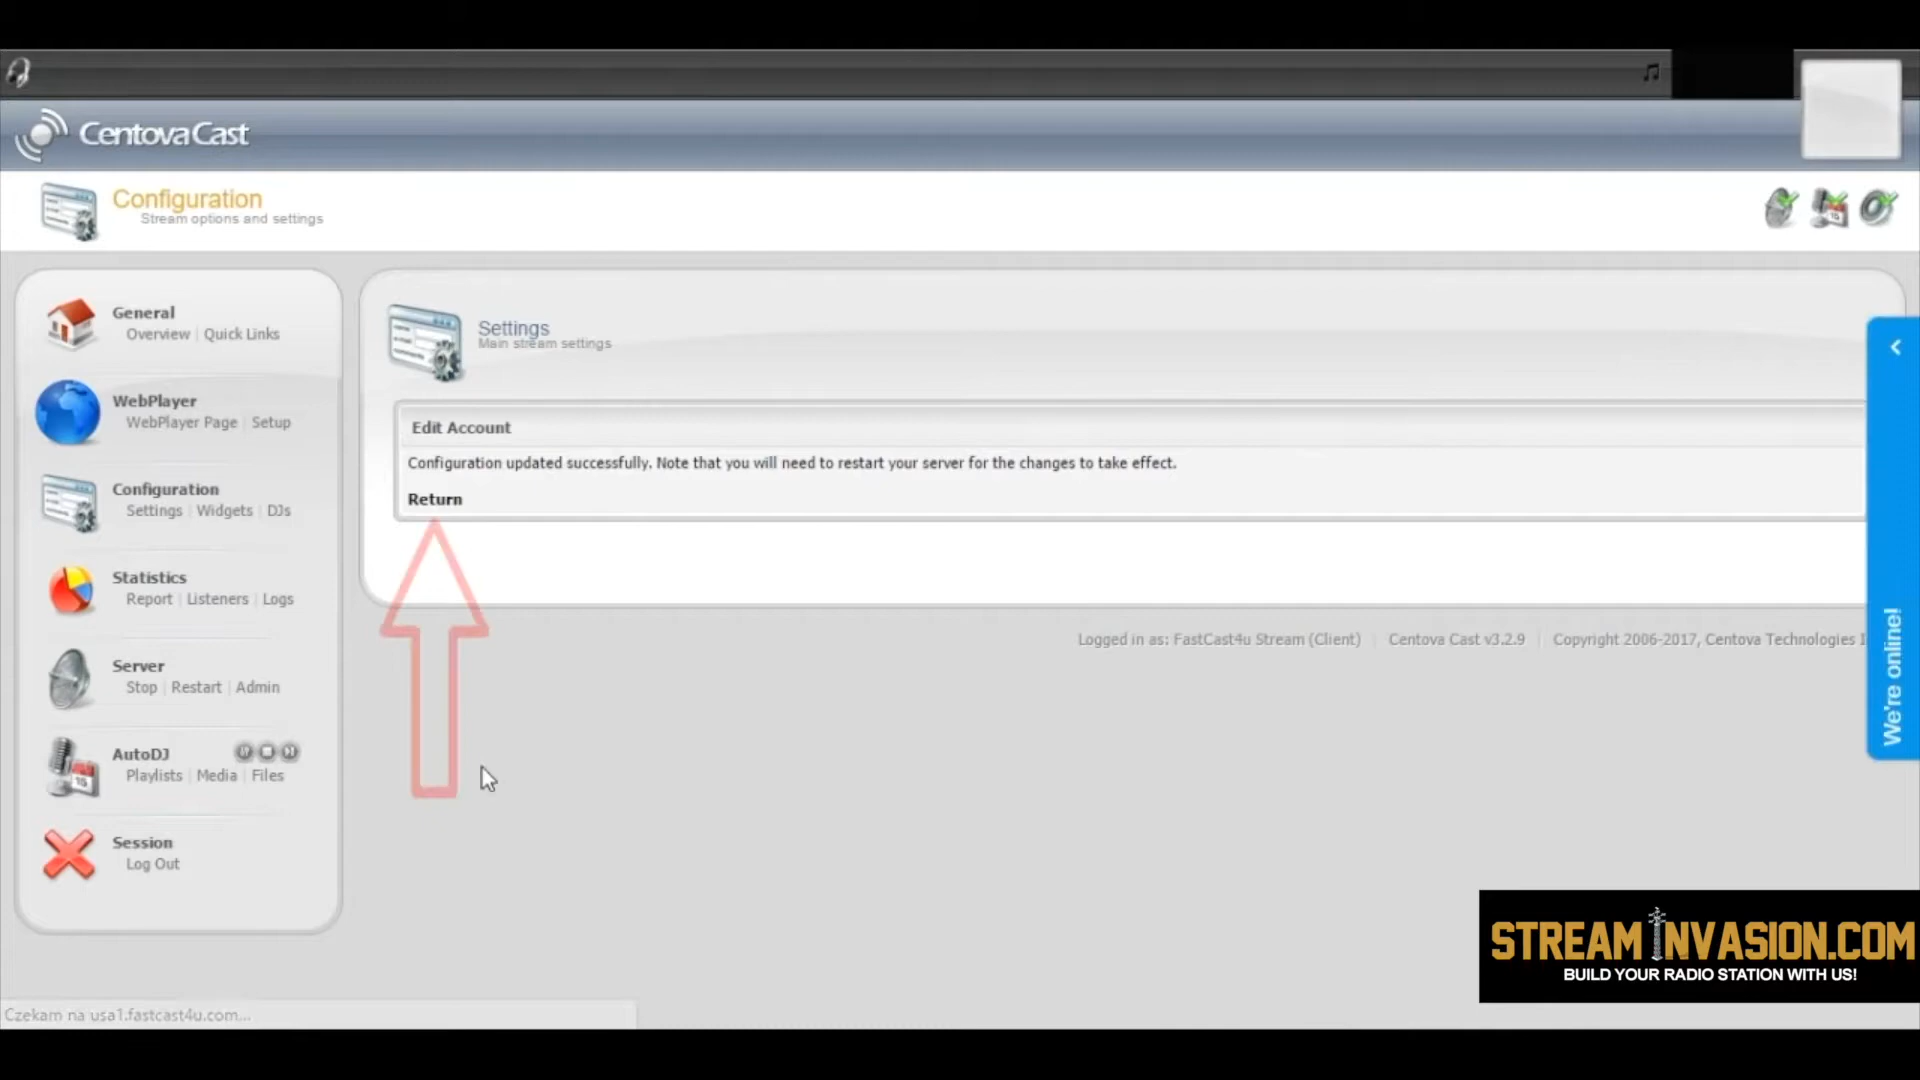 CentovaCast
Configuration
Stream options and settings
General
Overview | Quick Links
WebPlayer
WebPlayer Page | Setup
Configuration
Settings | Widgets | DJs
Statistics
Report | Listeners | Logs
Server
Stop | Restart | Admin
AutoDJ
Playlists | Media | Files
Session
Log Out
Settings
Main stream settings
Edit Account
Configuration updated successfully. Note that you will need to restart your server for the changes to take effect.
Return
Logged in as: FastCast4u Stream (Client) | Centova Cast v3.2.9 | Copyright 2006-2017, Centova Technologies
We're online!
STREAMINVASION.COM
BUILD YOUR RADIO STATION WITH US!
Czekam na usa1.fastcast4u.com...